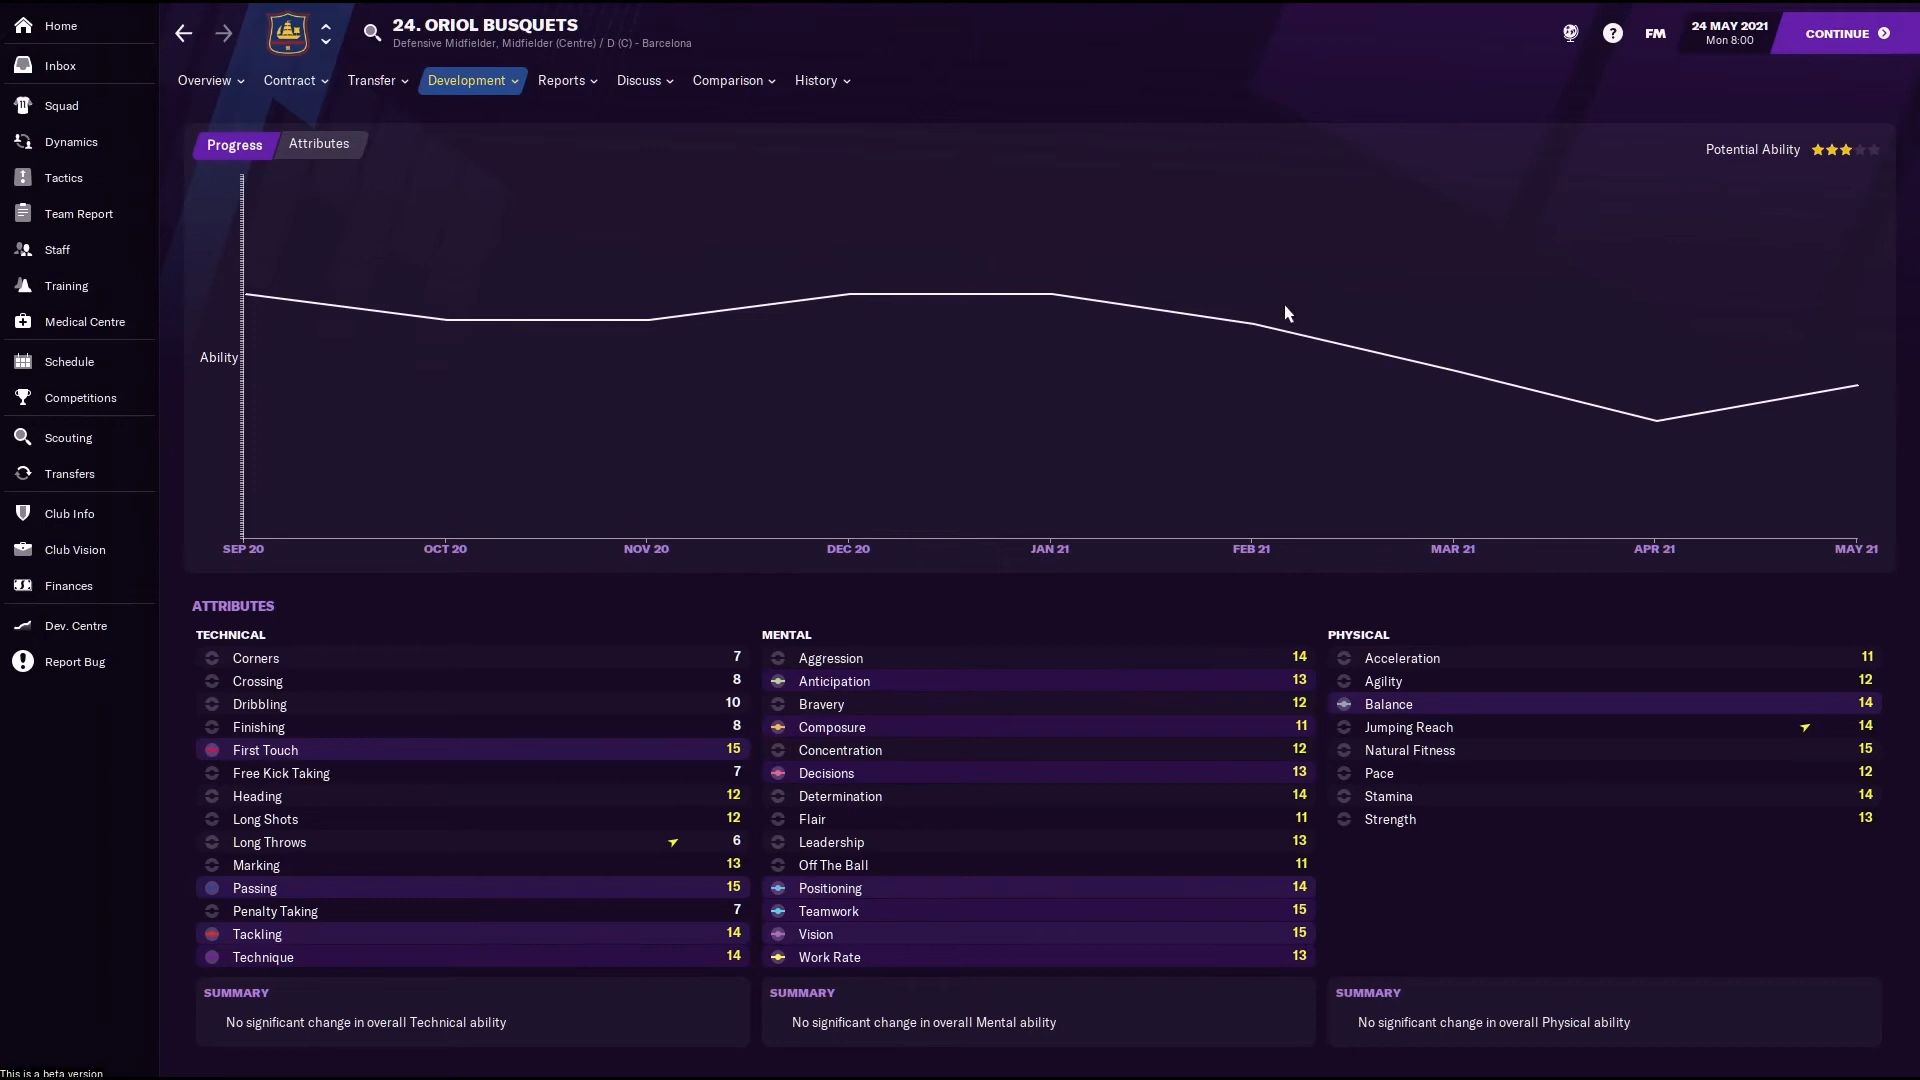 Home
Inbox
Squad
Dynamics
Tactics
Team Report
Staff
Training
Medical Centre
Schedule
Competitions
Scouting
Transfers
Club Info
Club Vision
Finances
Dev. Centre
Report Bug
This is a beta version
24. ORIOL BUSQUETS
Defensive Midfielder, Midfielder (Centre) / D (C) - Barcelona
?
FM
24 MAY 2021
Mon 8:00
CONTINUE
Overview
Contract
Transfer
Development
Reports
Discuss
Comparison
History
Progress
Attributes
Potential Ability
Ability
SEP 20
OCT 20
NOV 20
DEC 20
JAN 21
FEB 21
MAR 21
APR 21
MAY 21
ATTRIBUTES
TECHNICAL
Corners 7
Crossing 8
Dribbling 10
Finishing 8
First Touch 15
Free Kick Taking 7
Heading 12
Long Shots 12
Long Throws 6
Marking 13
Passing 15
Penalty Taking 7
Tackling 14
Technique 14
SUMMARY
No significant change in overall Technical ability
MENTAL
Aggression 14
Anticipation 13
Bravery 12
Composure 11
Concentration 12
Decisions 13
Determination 14
Flair 11
Leadership 13
Off The Ball 11
Positioning 14
Teamwork 15
Vision 15
Work Rate 13
SUMMARY
No significant change in overall Mental ability
PHYSICAL
Acceleration 11
Agility 12
Balance 14
Jumping Reach 14
Natural Fitness 15
Pace 12
Stamina 14
Strength 13
SUMMARY
No significant change in overall Physical ability